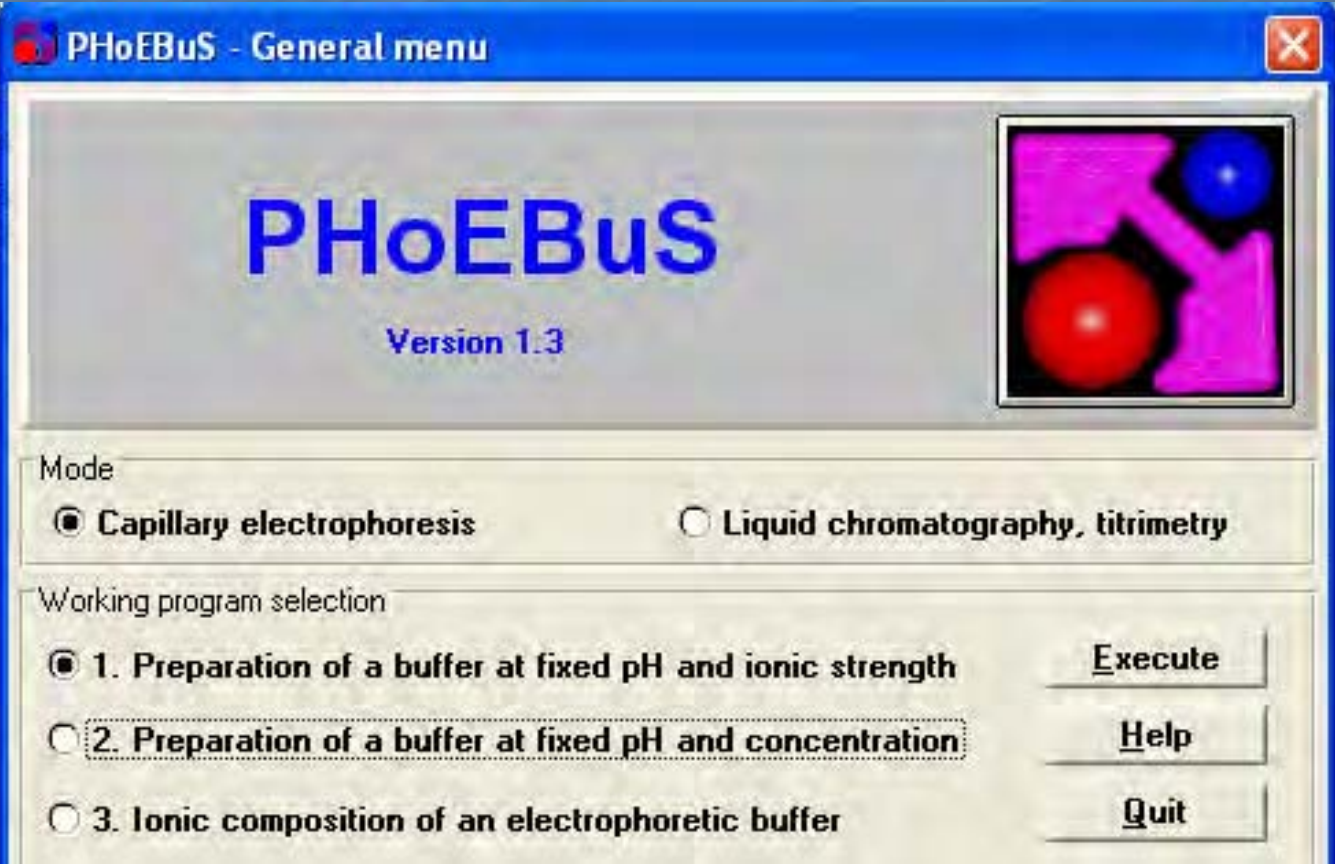 PHoEBuS - General menu
PHoEBuS
Version 1.3
Mode
Capillary electrophoresis Liquid chromatography, titrimetry
Working program selection
1. Preparation of a buffer at fixed pH and ionic strength Execute
2. Preparation of a buffer at fixed pH and concentration Help
3. Ionic composition of an electrophoretic buffer Quit